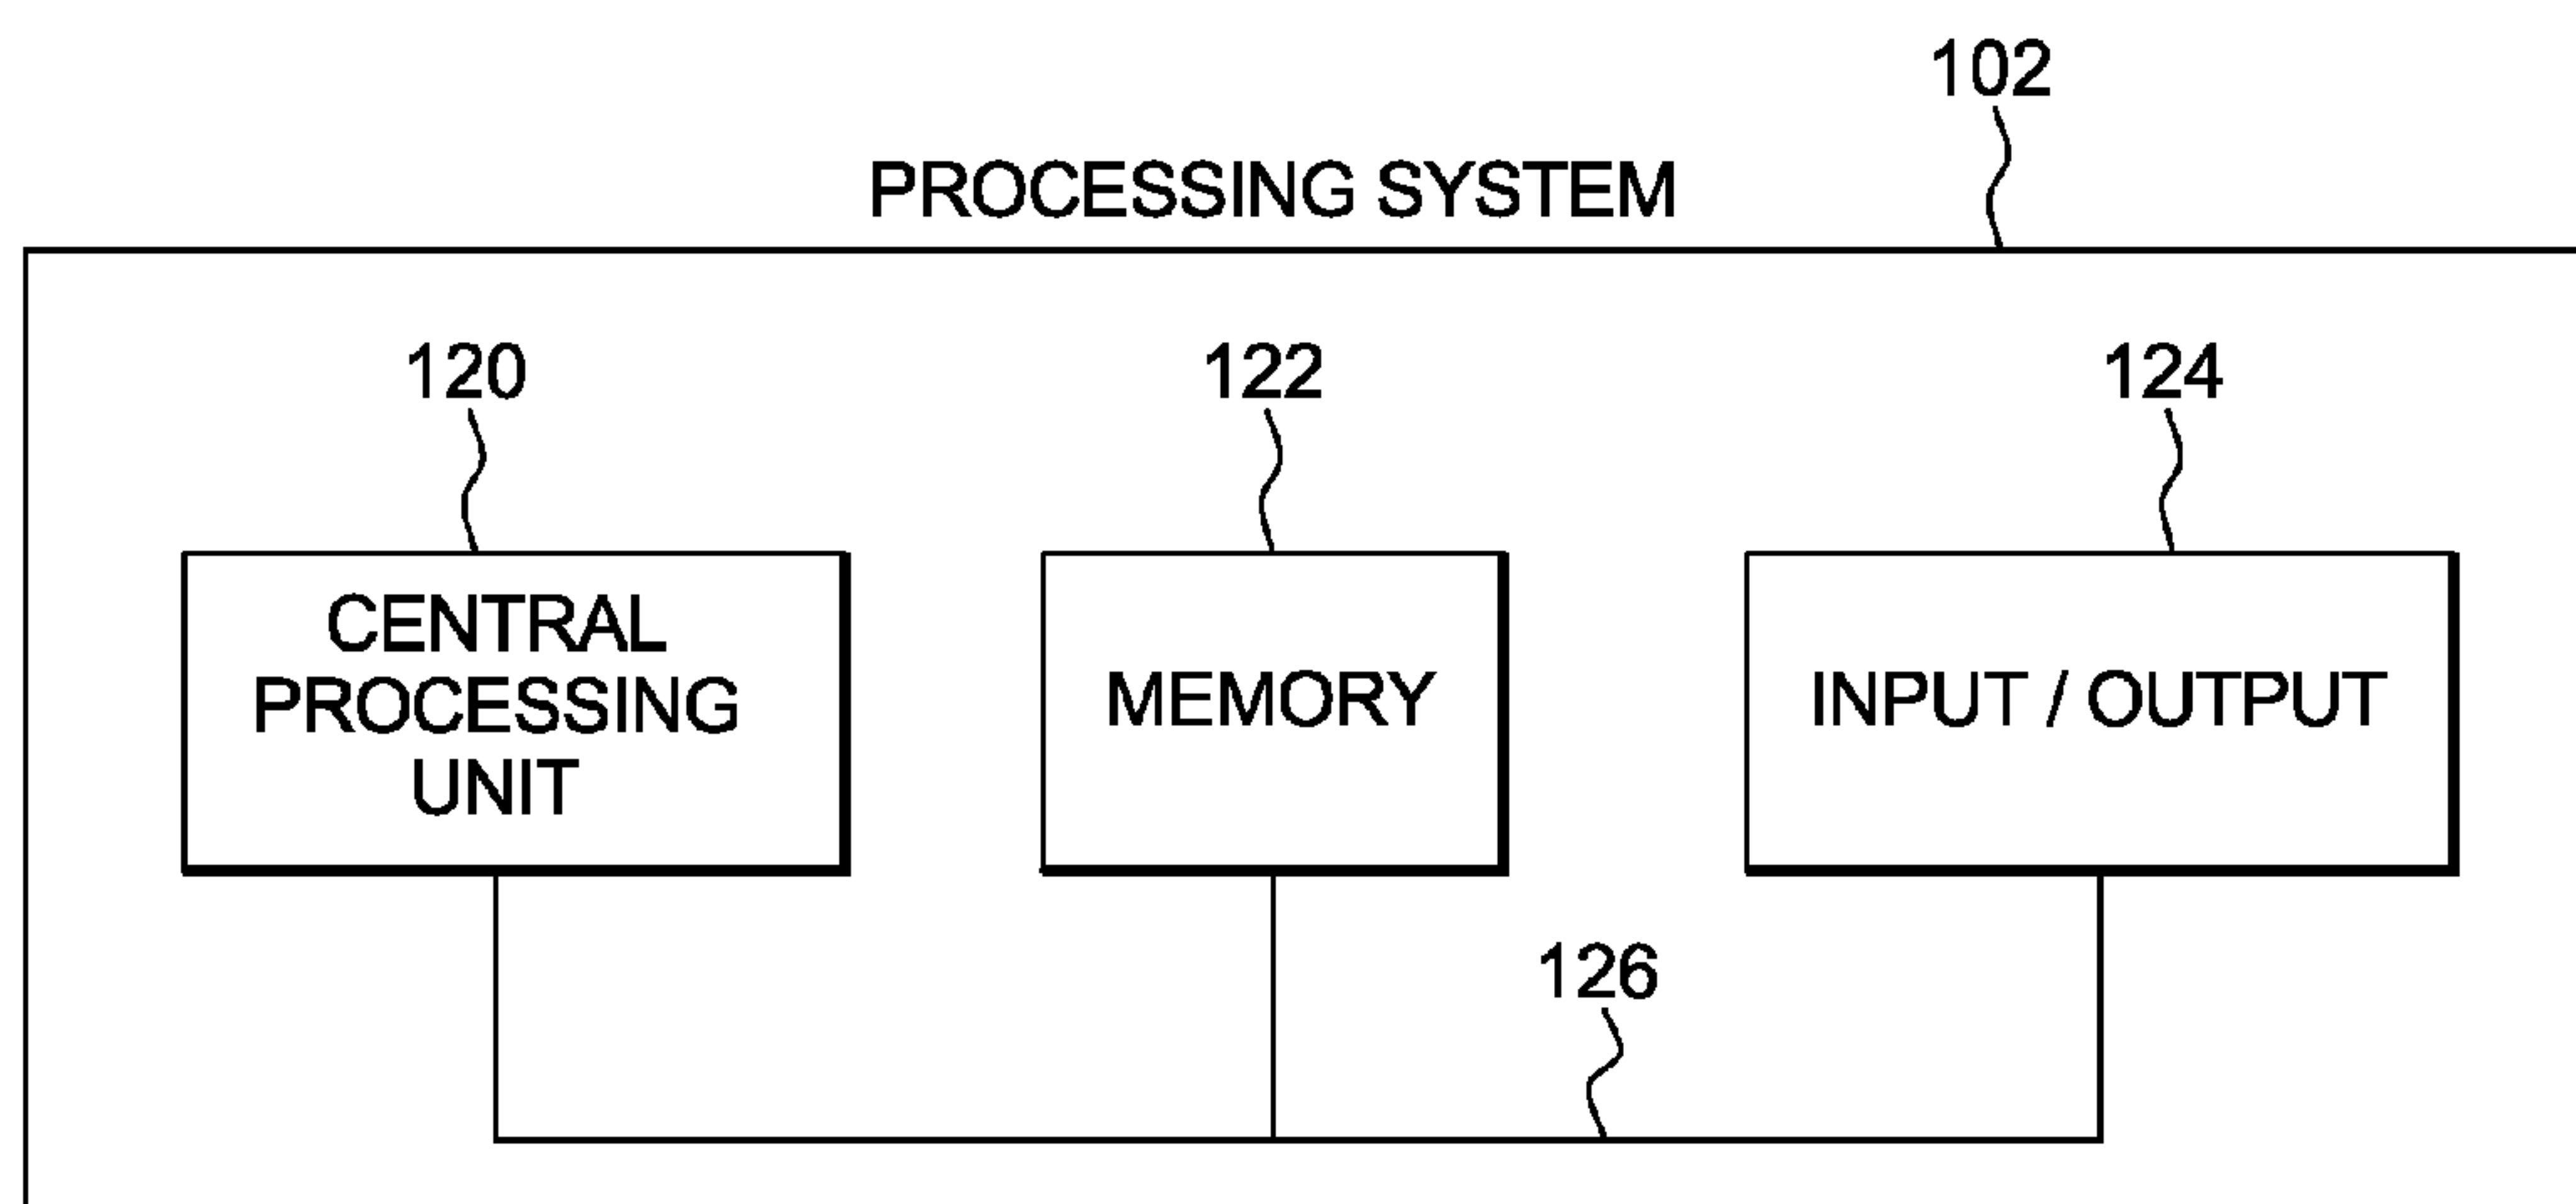 102
PROCESSING SYSTEM
120
122
124
CENTRAL
PROCESSING
UNIT
MEMORY
INPUT / OUTPUT
126